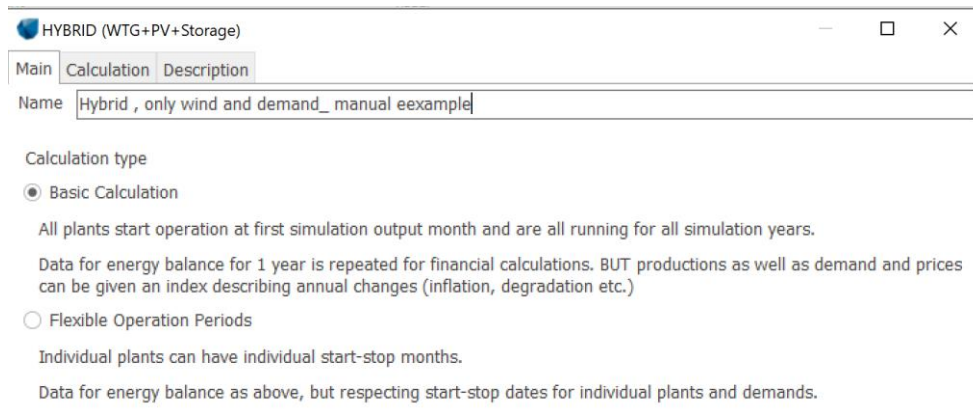 HYBRID (WTG+PV+Storage)
Main Calculation Description
Name Hybrid , only wind and demand_ manual eexample
Calculation type
Basic Calculation
All plants start operation at first simulation output month and are all running for all simulation years.
Data for energy balance for 1 year is repeated for financial calculations. BUT productions as well as demand and prices
can be given an index describing annual changes (inflation, degradation etc.)
Flexible Operation Periods
Individual plants can have individual start-stop months.
Data for energy balance as above, but respecting start-stop dates for individual plants and demands.